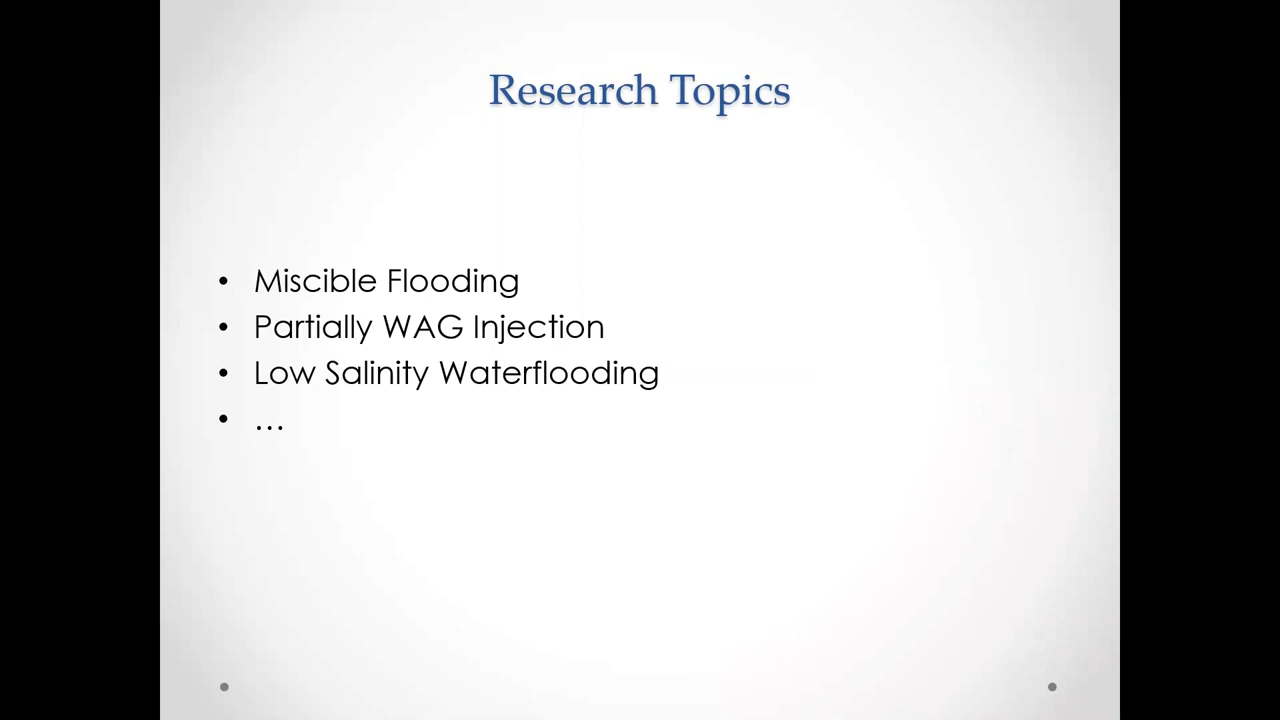 Research Topics
• Miscible Flooding
• Partially WAG Injection
• Low Salinity Waterflooding
• …